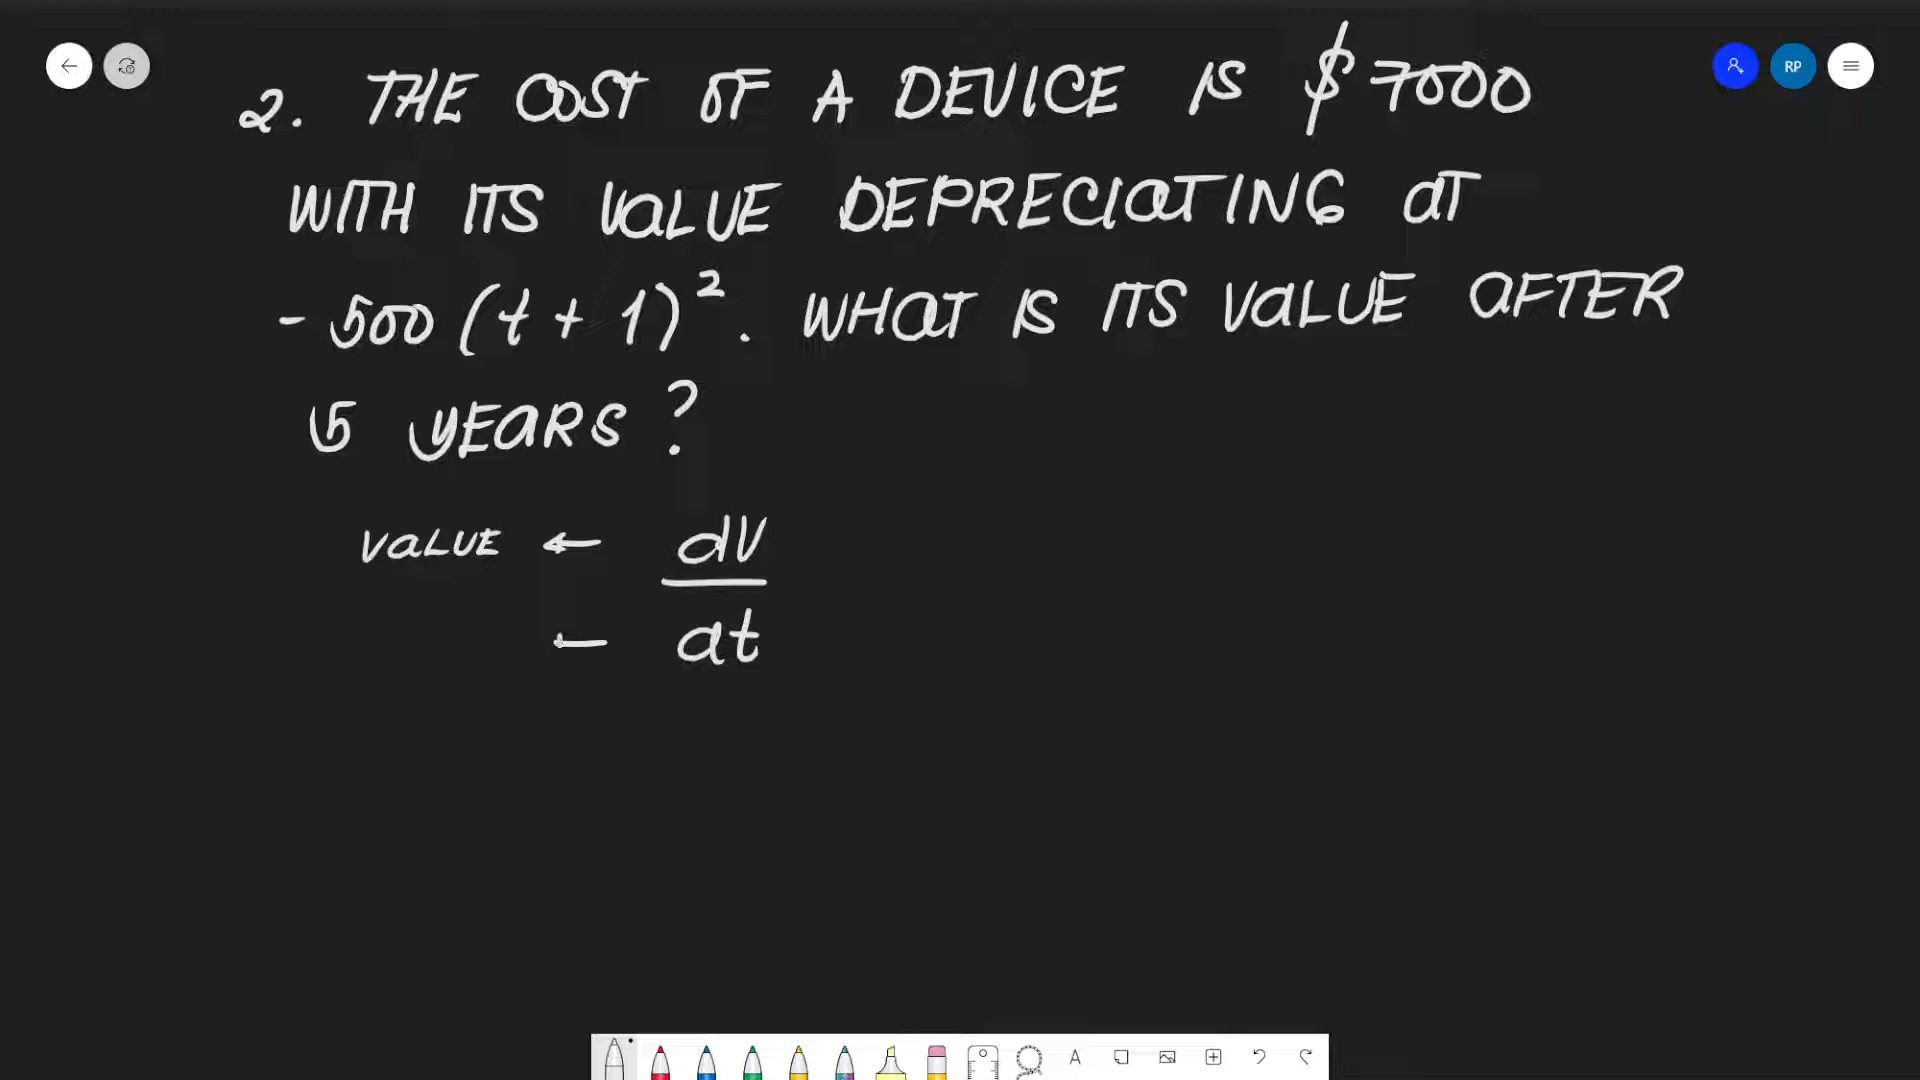 2. THE COST OF A DEVICE IS $7000
WITH ITS VALUE DEPRECIATING AT
- 500 (t + 1)². WHAT IS ITS VALUE AFTER
5 YEARS?
VALUE ← dV
← dt
RP
A